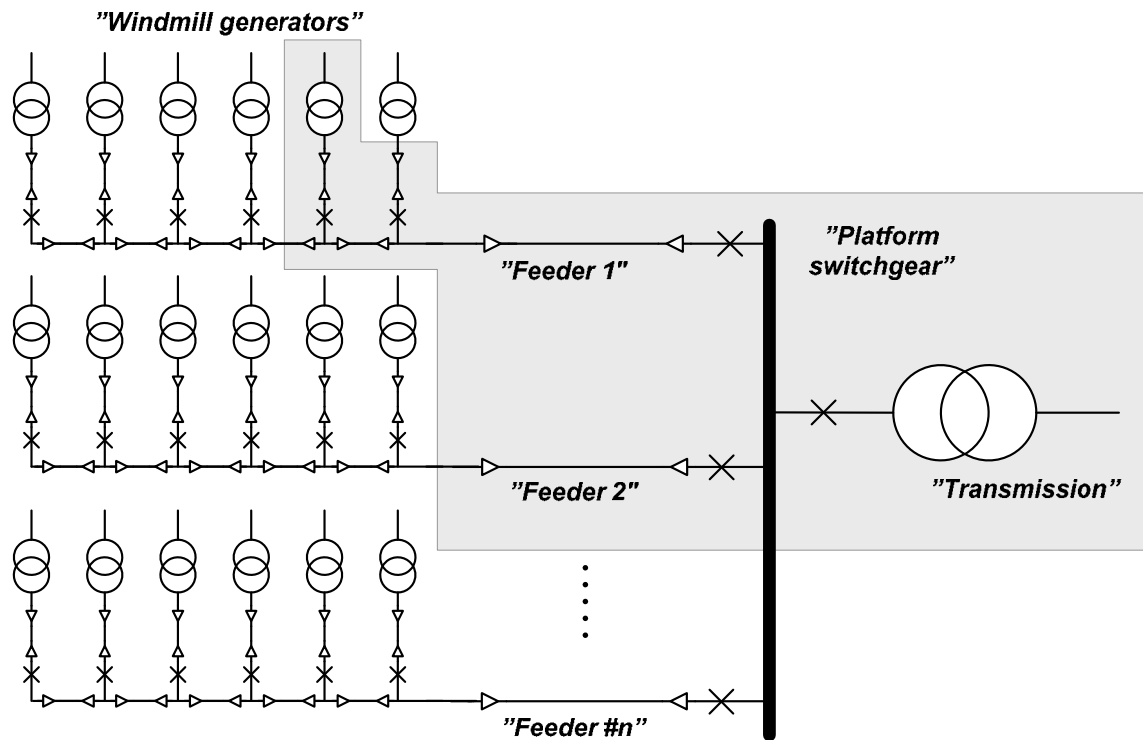 ”Windmill generators”
”Feeder 1"
”Platform
switchgear”
”Feeder 2"
”Transmission”
”Feeder #n”